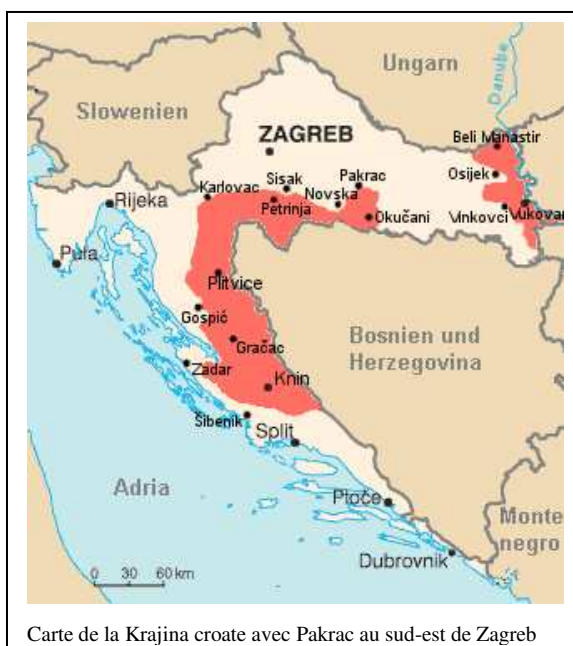 Ungarn
Slowenien
Danube
ZAGREB
Beli Manastir
Osijek
Karlovac
Sisak
Pakrac
Novska
Petrinja
Okučani
Vinkovci
Vukovar
Rijeka
Pula
Plitvice
Gospić
Gračac
Bosnien und
Herzegovina
Zadar
Knin
Šibenik
Split
Adria
Ploče
Monte
negro
Dubrovnik
0 30 60 km
Carte de la Krajina croate avec Pakrac au sud-est de Zagreb